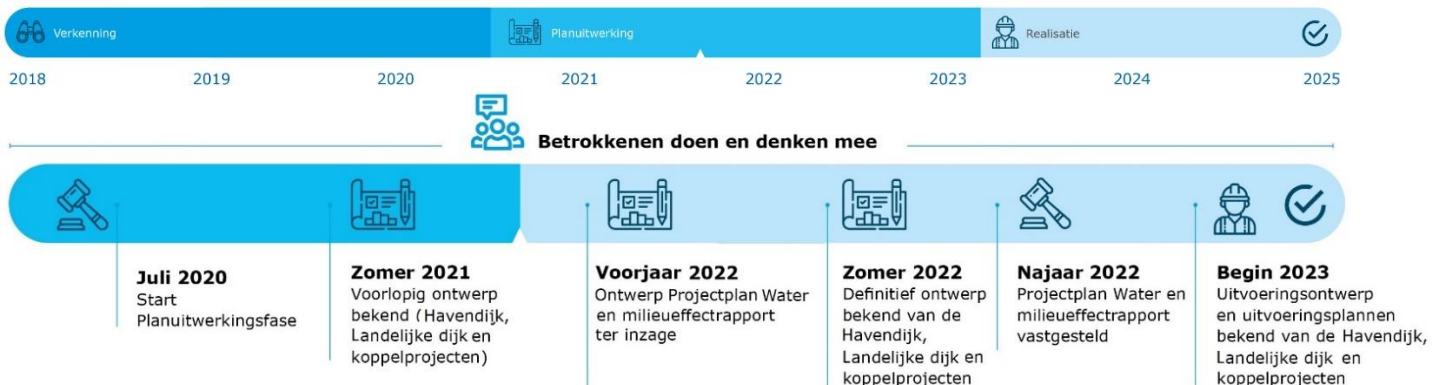 Verkenning
Planuitwerking
Realisatie
2018
2019
2020
2021
2022
2023
2024
2025
Betrokkenen doen en denken mee
Juli 2020
Start
Planuitwerkingsfase
Zomer 2021
Voorlopig ontwerp
bekend (Havendijk,
Landelijke dijk en
koppelprojecten)
Voorjaar 2022
Ontwerp Projectplan Water
en milieueffectrapport
ter inzage
Zomer 2022
Definitief ontwerp
bekend van de
Havendijk,
Landelijke dijk en
koppelprojecten
Najaar 2022
Projectplan Water en
milieueffectrapport
vastgesteld
Begin 2023
Uitvoeringsontwerp
en uitvoeringsplannen
bekend van de Havendijk,
Landelijke dijk en
koppelprojecten